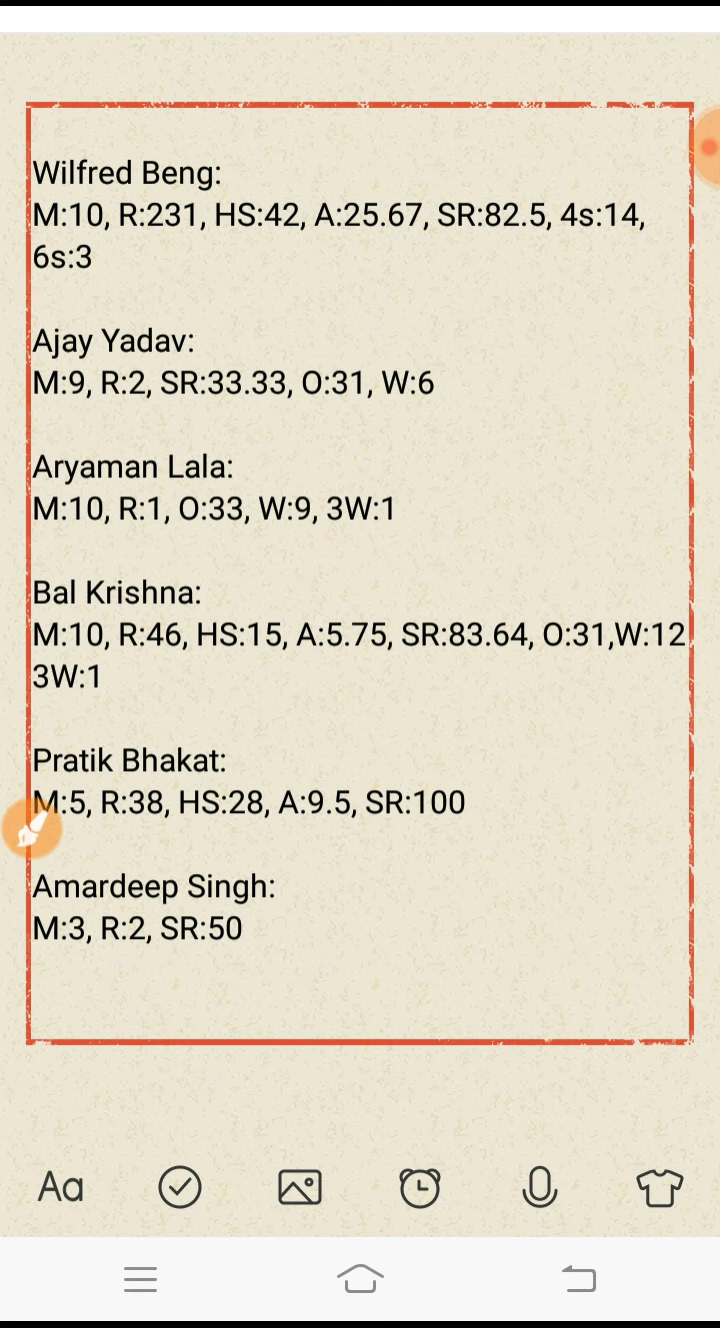 Wilfred Beng:
M:10, R:231, HS:42, A:25.67, SR:82.5, 4s:14,
6s:3
Ajay Yadav:
M:9, R:2, SR:33.33, O:31, W:6
Aryaman Lala:
M:10, R:1, O:33, W:9, 3W:1
Bal Krishna:
M:10, R:46, HS:15, A:5.75, SR:83.64, O:31,W:12,
3W:1
Pratik Bhakat:
M:5, R:38, HS:28, A:9.5, SR:100
Amardeep Singh:
M:3, R:2, SR:50
Aa